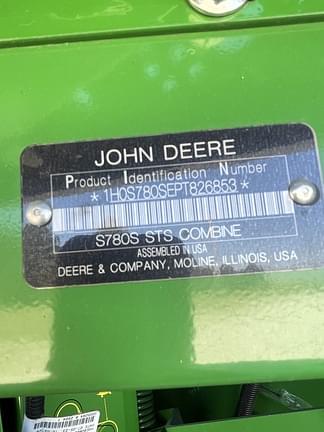 JOHN DEERE
Product Identification Number
*1H0S780SEPT826853*
S780S STS COMBINE
ASSEMBLED IN USA
DEERE & COMPANY, MOLINE, ILLINOIS, USA